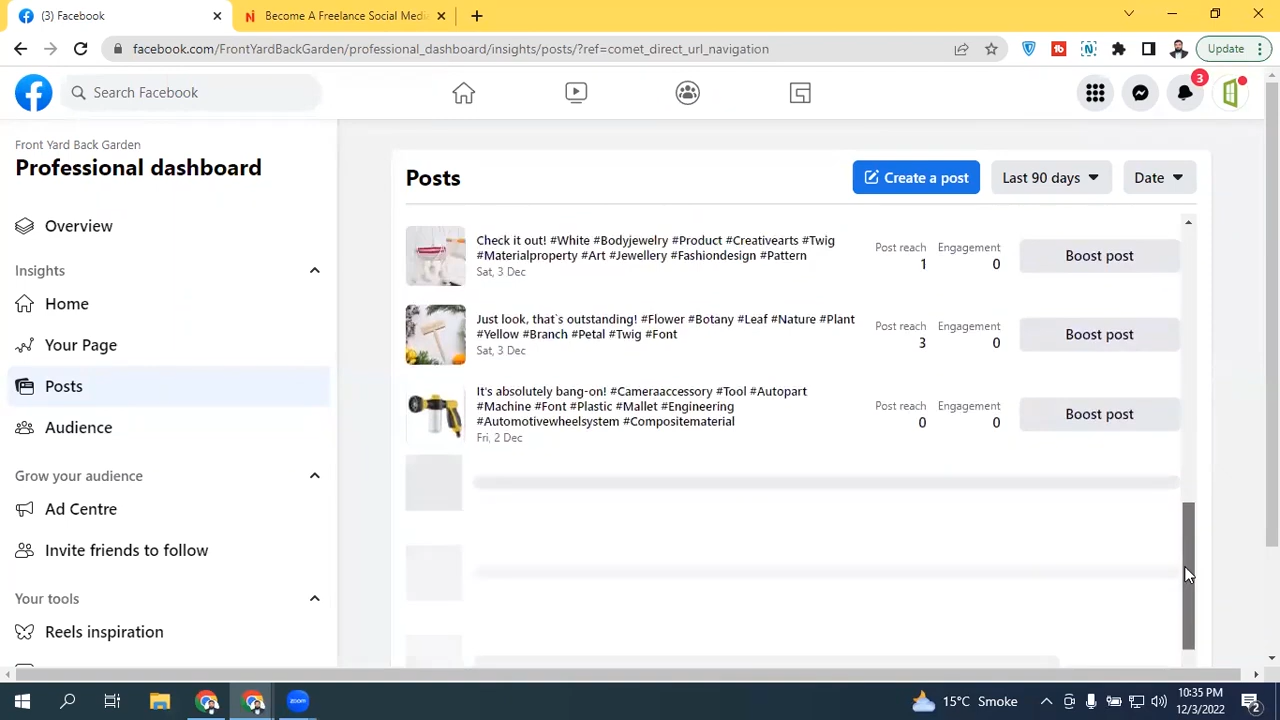 (3) Facebook
Become A Freelance Social Medi
facebook.com/FrontYardBackGarden/professional_dashboard/insights/posts/?ref=comet_direct_url_navigation
Update
Search Facebook
3
Front Yard Back Garden
Professional dashboard
Overview
Insights
Home
Your Page
Posts
Audience
Grow your audience
Ad Centre
Invite friends to follow
Your tools
Reels inspiration
Posts
Create a post
Last 90 days
Date
Check it out! #White #Bodyjewelry #Product #Creativearts #Twig
#Materialproperty #Art #Jewellery #Fashiondesign #Pattern
Sat, 3 Dec
Post reach
1
Engagement
0
Boost post
Just look, that`s outstanding! #Flower #Botany #Leaf #Nature #Plant
#Yellow #Branch #Petal #Twig #Font
Sat, 3 Dec
Post reach
3
Engagement
0
Boost post
It's absolutely bang-on! #Cameraaccessory #Tool #Autopart
#Machine #Font #Plastic #Mallet #Engineering
#Automotivewheelsystem #Compositematerial
Fri, 2 Dec
Post reach
0
Engagement
0
Boost post
zoom
15°C Smoke
10:35 PM
12/3/2022
2